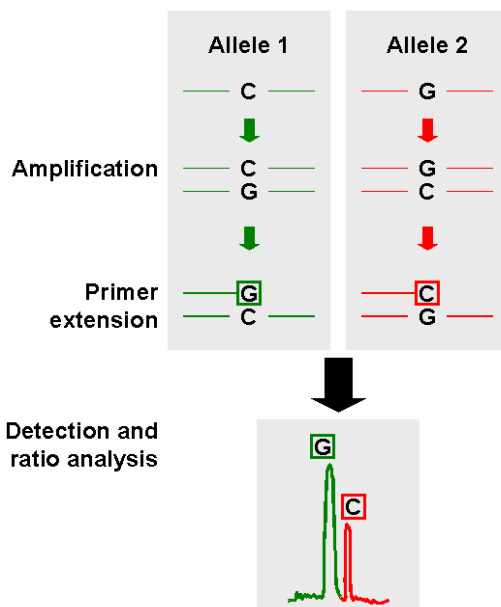 Allele 1
Allele 2
C
G
Amplification
C
G
G
C
Primer
extension
G
C
C
G
Detection and
ratio analysis
G
C